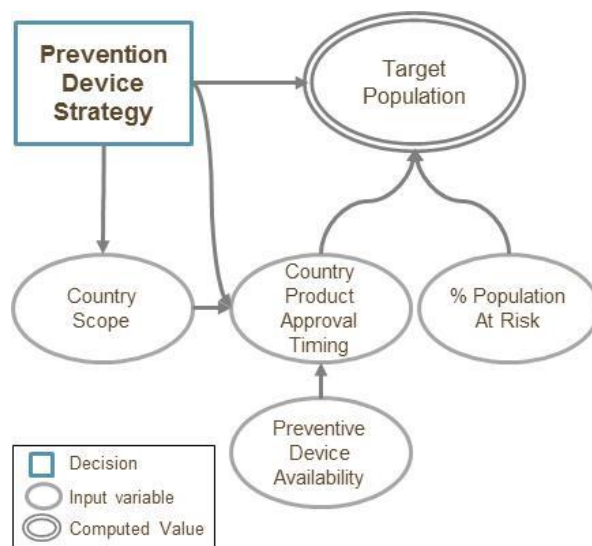 Prevention
Device
Strategy
Target
Population
Country
Scope
Country
Product
Approval
Timing
% Population
At Risk
Preventive
Device
Availability
Decision
Input variable
Computed Value